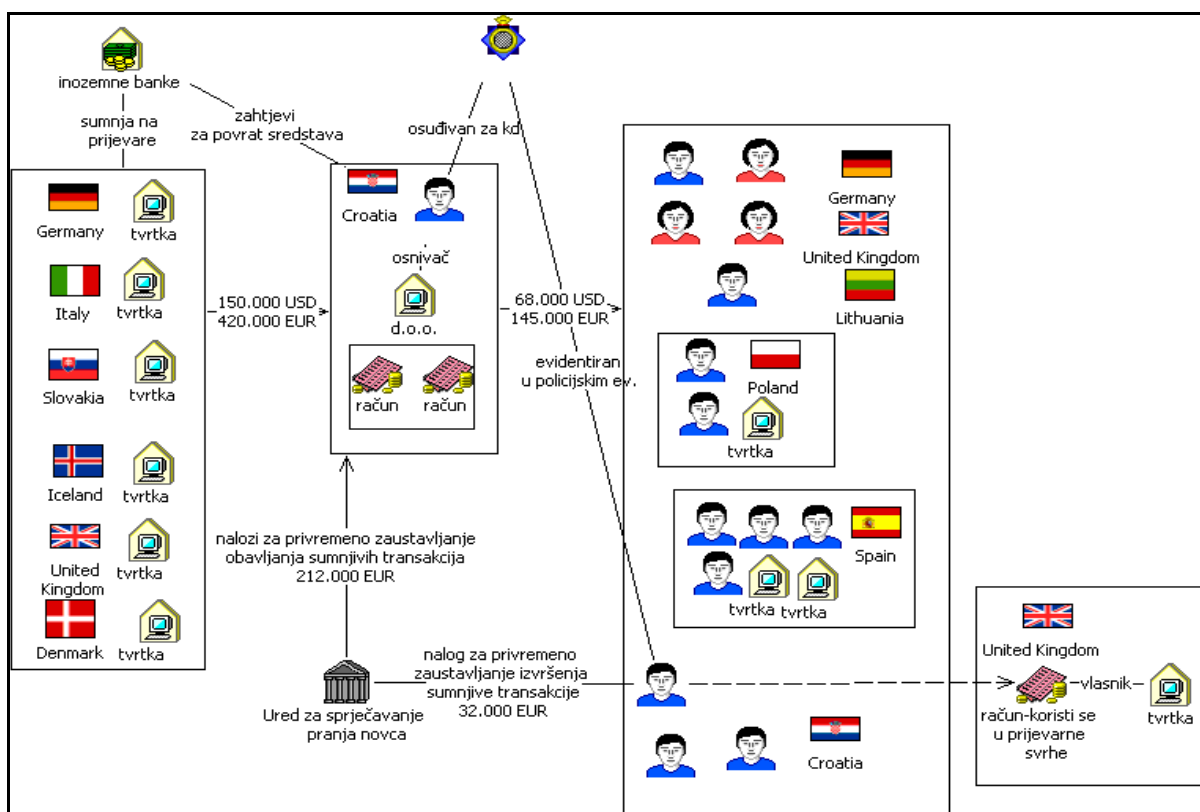 inozemne banke
sumnja na
prijevare
zahtjevi
za povrat sredstava
osuđivan za kd
Germany
tvrtka
Italy
tvrtka
Slovakia
tvrtka
Iceland
tvrtka
United
Kingdom
tvrtka
Denmark
tvrtka
150.000 USD
420.000 EUR
Croatia
osnivač
d.o.o.
račun
račun
68.000 USD
145.000 EUR
evidentiran
u policijskim ev.
Germany
United Kingdom
Lithuania
Poland
tvrtka
Spain
tvrtka
tvrtka
Croatia
nalozi za privremeno zaustavljanje
obavljanja sumnjivih transakcija
212.000 EUR
Ured za sprječavanje
pranja novca
nalog za privremeno
zaustavljanje izvršenja
sumnjive transakcije
32.000 EUR
United Kingdom
vlasnik
račun-koristi se
u prijevarne
svrhe
tvrtka